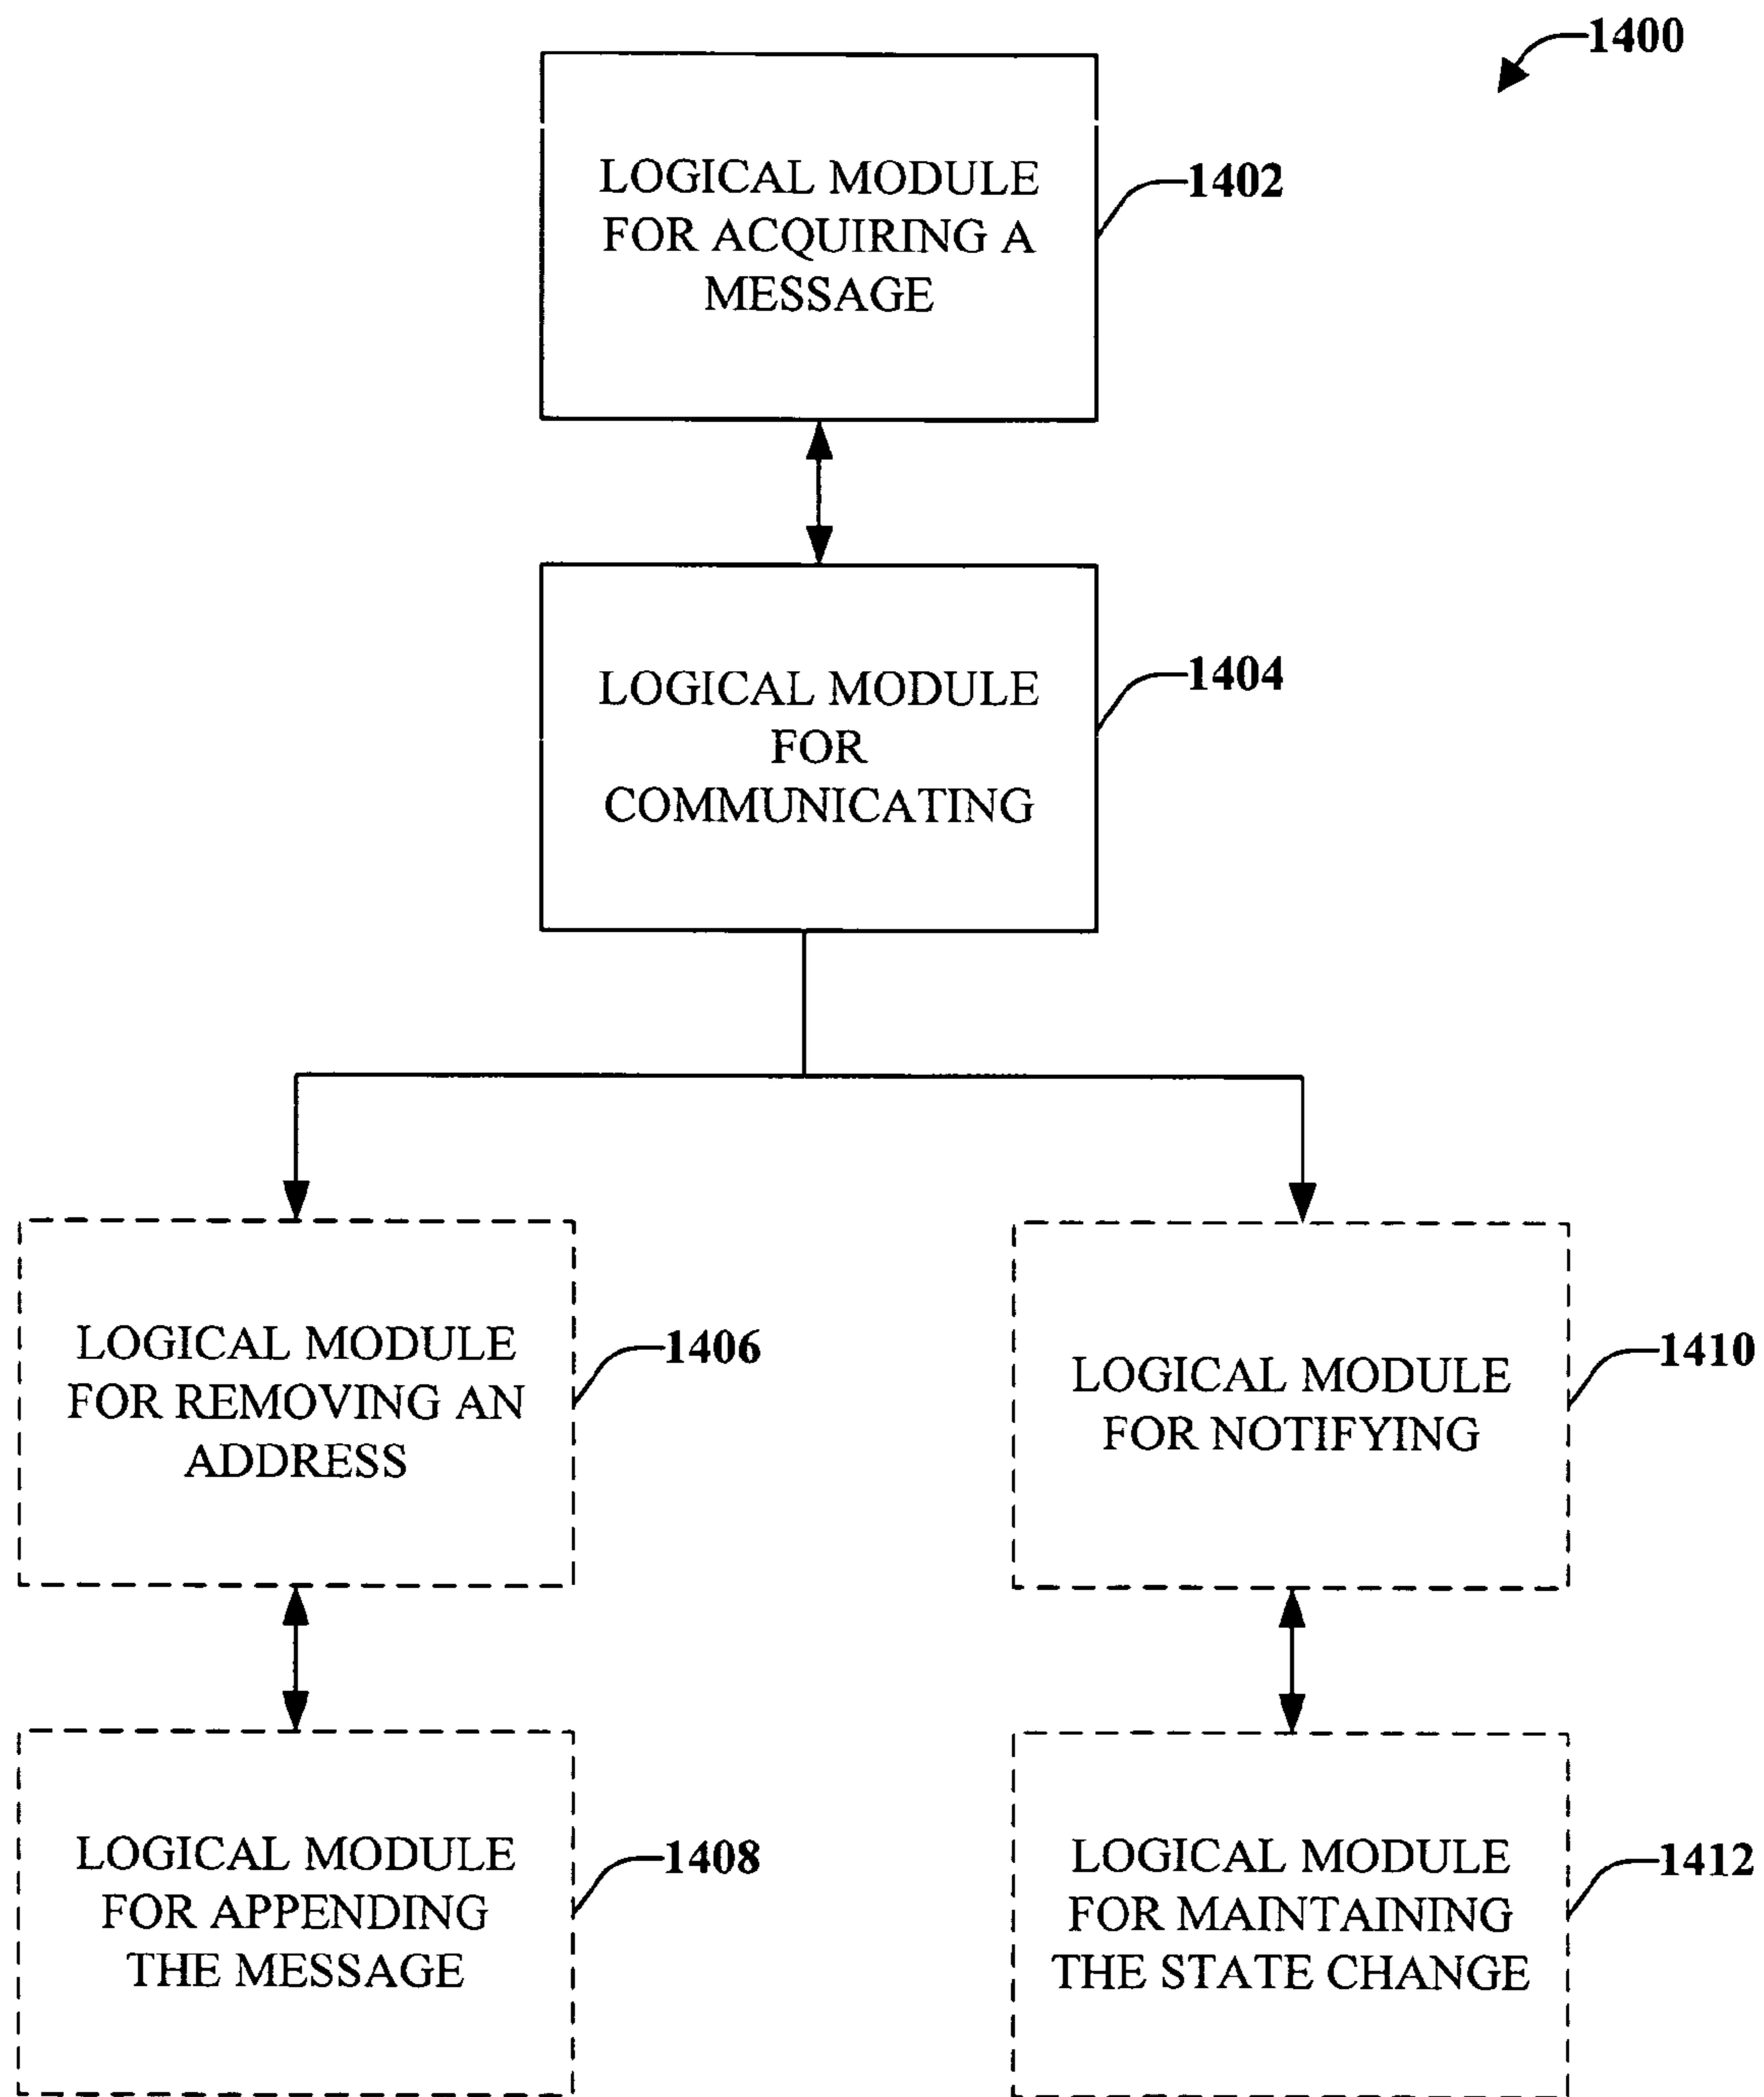 1400
LOGICAL MODULE
FOR ACQUIRING A
MESSAGE
1402
LOGICAL MODULE
FOR
COMMUNICATING
1404
LOGICAL MODULE
FOR REMOVING AN
ADDRESS
1406
LOGICAL MODULE
FOR NOTIFYING
1410
LOGICAL MODULE
FOR APPENDING
THE MESSAGE
1408
LOGICAL MODULE
FOR MAINTAINING
THE STATE CHANGE
1412